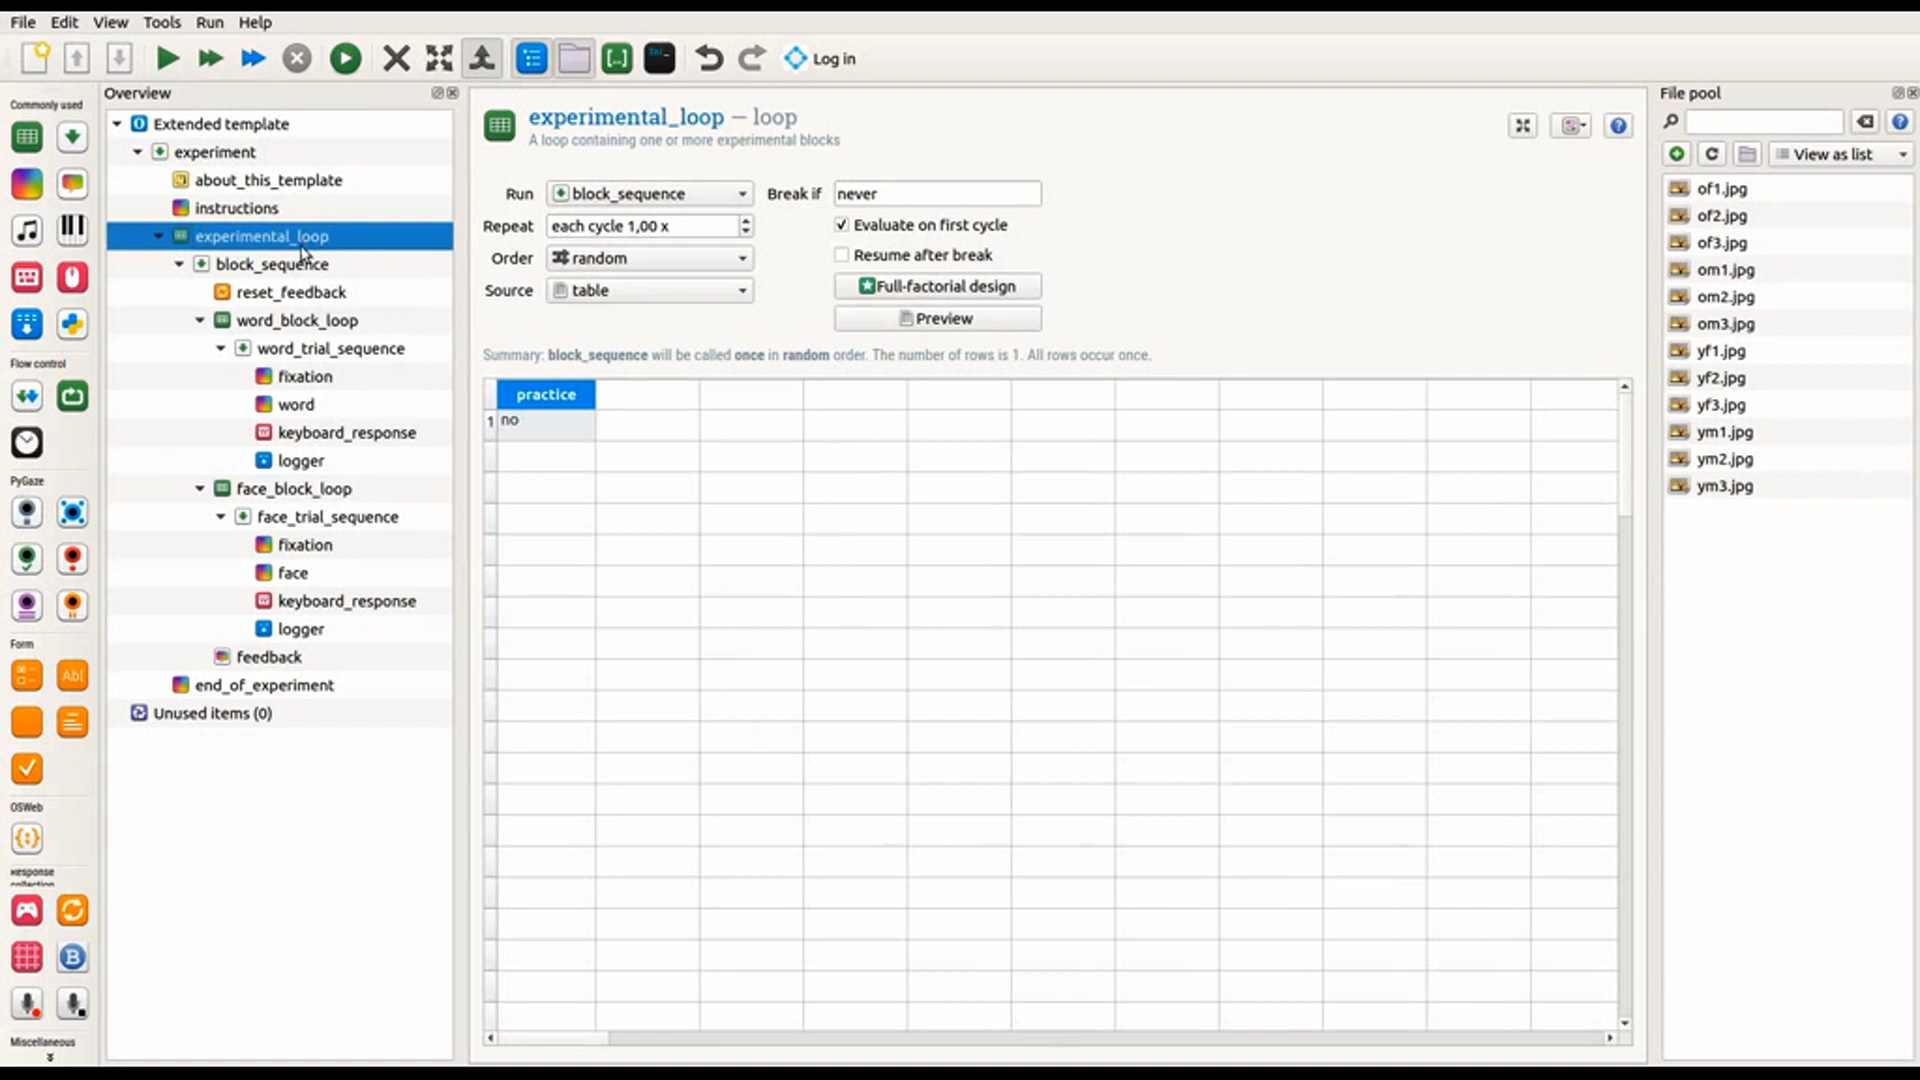 File Edit View Tools Run Help
Log in
Commonly used
Flow control
PyGaze
Form
Abl
OSWeb
Response
collection
B
Miscellaneous
Overview
Extended template
experiment
about_this_template
instructions
experimental_loop
block_sequence
reset_feedback
word_block_loop
word_trial_sequence
fixation
word
keyboard_response
logger
face_block_loop
face_trial_sequence
fixation
face
keyboard_response
logger
feedback
end_of_experiment
Unused items (0)
experimental_loop — loop
A loop containing one or more experimental blocks
Run block_sequence Break if never
Repeat each cycle 1,00 x Evaluate on first cycle
Order random Resume after break
Source table Full-factorial design
Preview
Summary: block_sequence will be called once in random order. The number of rows is 1. All rows occur once.
practice
1 no
File pool
View as list
of1.jpg
of2.jpg
of3.jpg
om1.jpg
om2.jpg
om3.jpg
yf1.jpg
yf2.jpg
yf3.jpg
ym1.jpg
ym2.jpg
ym3.jpg